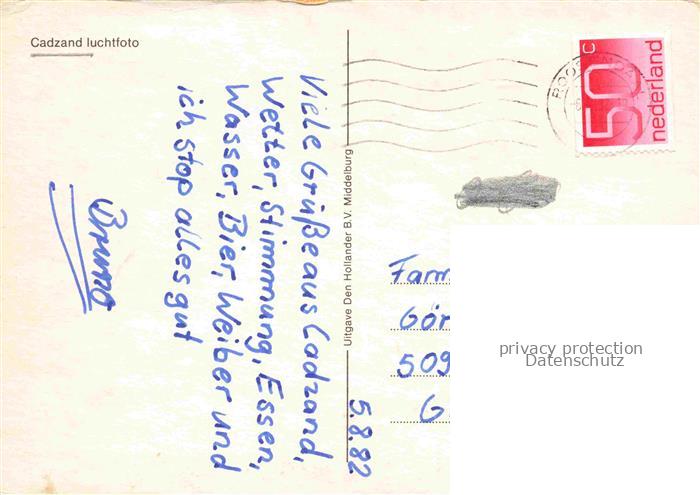 Cadzand luchtfoto
Viele Grüße aus Cadzand,
Wetter, Stimmnung, Essen,
Wasser, Bier, Weiber und
ich stop alles gut
Bruno
5.8.82
Uitgave Den Hollander B.V. Middelburg
50 c
nederland
Fam
Gör
509
G
privacy protection
Datenschutz